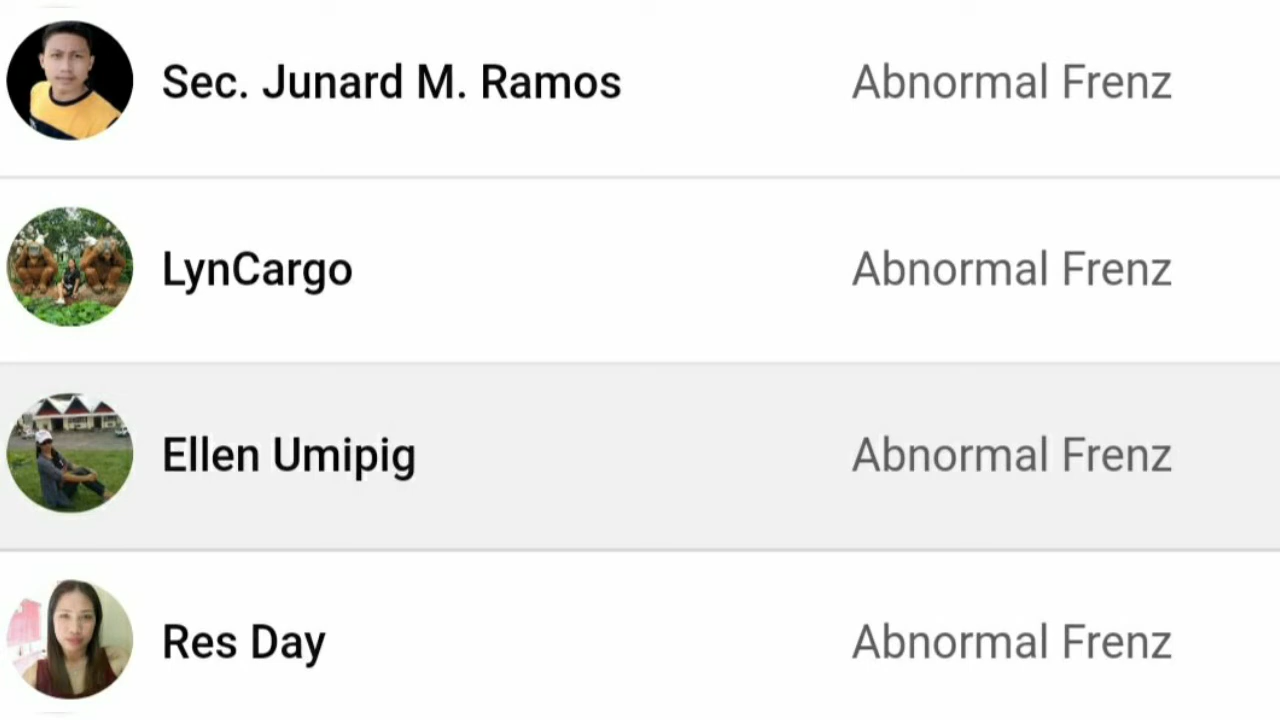 Sec. Junard M. Ramos Abnormal Frenz
LynCargo Abnormal Frenz
Ellen Umipig Abnormal Frenz
Res Day Abnormal Frenz